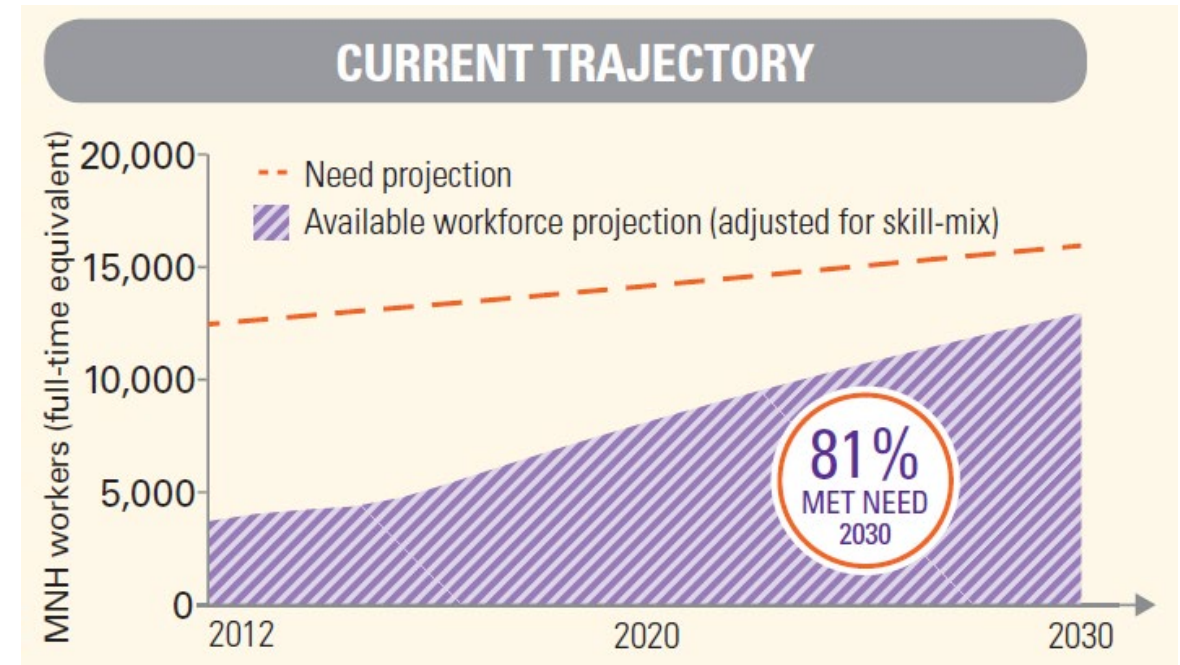 CURRENT TRAJECTORY
MNH workers (full-time equivalent)
20,000
15,000
10,000
5,000
0
Need projection
Available workforce projection (adjusted for skill-mix)
81%
MET NEED
2030
2012
2020
2030